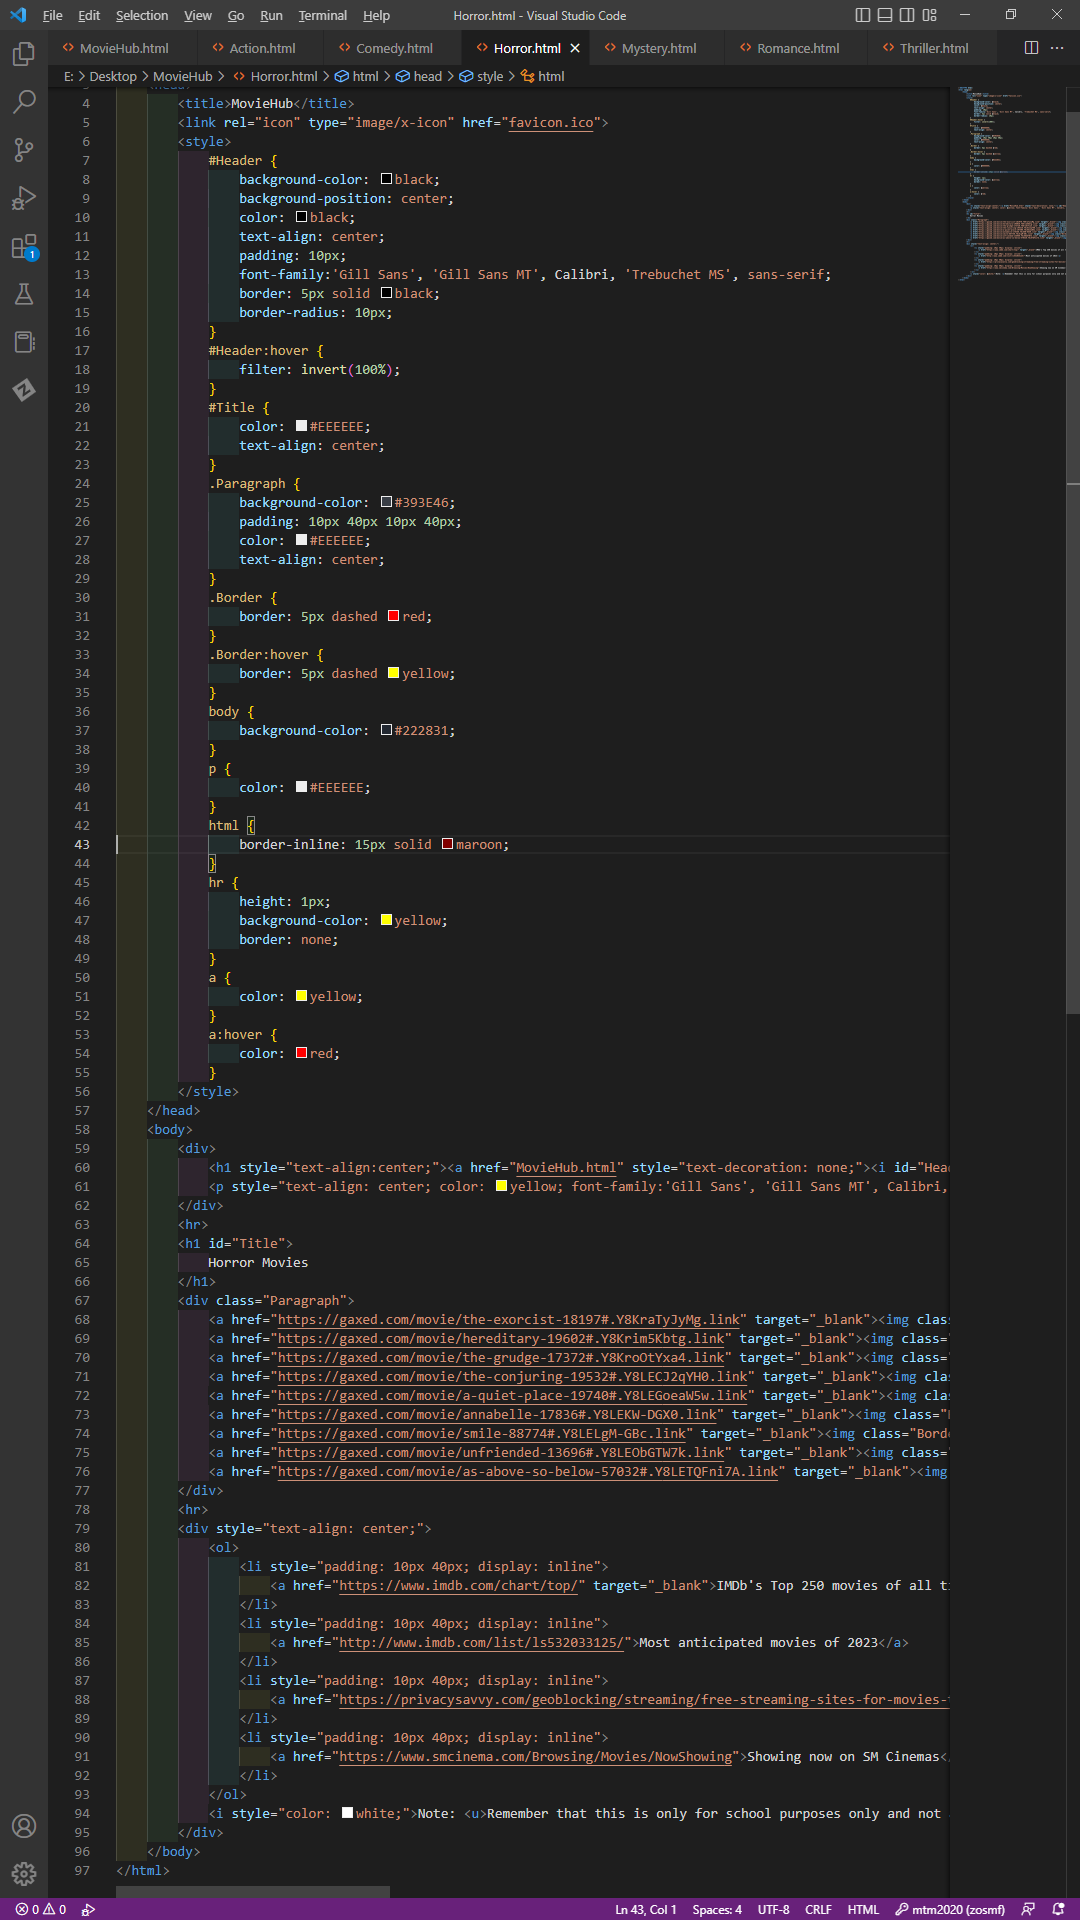 File Edit Selection View Go Run Terminal Help Horror.html - Visual Studio Code
MovieHub.html Action.html Comedy.html Horror.html Mystery.html Romance.html Thriller.html
E: > Desktop > MovieHub > Horror.html > html > head > style > html
4 <title>MovieHub</title>
5 <link rel="icon" type="image/x-icon" href="favicon.ico">
6 <style>
7 #Header {
8 background-color: black;
9 background-position: center;
10 color: black;
11 text-align: center;
12 padding: 10px;
13 font-family:'Gill Sans', 'Gill Sans MT', Calibri, 'Trebuchet MS', sans-serif;
14 border: 5px solid black;
15 border-radius: 10px;
16 }
17 #Header:hover {
18 filter: invert(100%);
19 }
20 #Title {
21 color: #EEEEEE;
22 text-align: center;
23 }
24 .Paragraph {
25 background-color: #393E46;
26 padding: 10px 40px 10px 40px;
27 color: #EEEEEE;
28 text-align: center;
29 }
30 .Border {
31 border: 5px dashed red;
32 }
33 .Border:hover {
34 border: 5px dashed yellow;
35 }
36 body {
37 background-color: #222831;
38 }
39 p {
40 color: #EEEEEE;
41 }
42 html {
43 border-inline: 15px solid maroon;
44 }
45 hr {
46 height: 1px;
47 background-color: yellow;
48 border: none;
49 }
50 a {
51 color: yellow;
52 }
53 a:hover {
54 color: red;
55 }
56 </style>
57 </head>
58 <body>
59 <div>
60 <h1 style="text-align:center;"><a href="MovieHub.html" style="text-decoration: none;"><i id="Hea
61 <p style="text-align: center; color: yellow; font-family:'Gill Sans', 'Gill Sans MT', Calibri,
62 </div>
63 <hr>
64 <h1 id="Title">
65 Horror Movies
66 </h1>
67 <div class="Paragraph">
68 <a href="https://gaxed.com/movie/the-exorcist-18197#.Y8KraTyJyMg.link" target="_blank"><img clas
69 <a href="https://gaxed.com/movie/hereditary-19602#.Y8Krim5Kbtg.link" target="_blank"><img class=
70 <a href="https://gaxed.com/movie/the-grudge-17372#.Y8KroOtYxa4.link" target="_blank"><img class=
71 <a href="https://gaxed.com/movie/the-conjuring-19532#.Y8LECJ2qYH0.link" target="_blank"><img cla
72 <a href="https://gaxed.com/movie/a-quiet-place-19740#.Y8LEGoeaW5w.link" target="_blank"><img cla
73 <a href="https://gaxed.com/movie/annabelle-17836#.Y8LEKW-DGX0.link" target="_blank"><img class="
74 <a href="https://gaxed.com/movie/smile-88774#.Y8LELgM-GBc.link" target="_blank"><img class="Bord
75 <a href="https://gaxed.com/movie/unfriended-13696#.Y8LEObGTW7k.link" target="_blank"><img class=
76 <a href="https://gaxed.com/movie/as-above-so-below-57032#.Y8LETQFni7A.link" target="_blank"><img
77 </div>
78 <hr>
79 <div style="text-align: center;">
80 <ol>
81 <li style="padding: 10px 40px; display: inline">
82 <a href="https://www.imdb.com/chart/top/" target="_blank">IMDb's Top 250 movies of all t
83 </li>
84 <li style="padding: 10px 40px; display: inline">
85 <a href="http://www.imdb.com/list/ls532033125/">Most anticipated movies of 2023</a>
86 </li>
87 <li style="padding: 10px 40px; display: inline">
88 <a href="https://privacysavvy.com/geoblocking/streaming/free-streaming-sites-for-movies-
89 </li>
90 <li style="padding: 10px 40px; display: inline">
91 <a href="https://www.smcinema.com/Browsing/Movies/NowShowing">Showing now on SM Cinemas<
92 </li>
93 </ol>
94 <i style="color: white;">Note: <u>Remember that this is only for school purposes only and not
95 </div>
96 </body>
97 </html>
1
0 0 Ln 43, Col 1 Spaces: 4 UTF-8 CRLF HTML mtm2020 (zosmf)